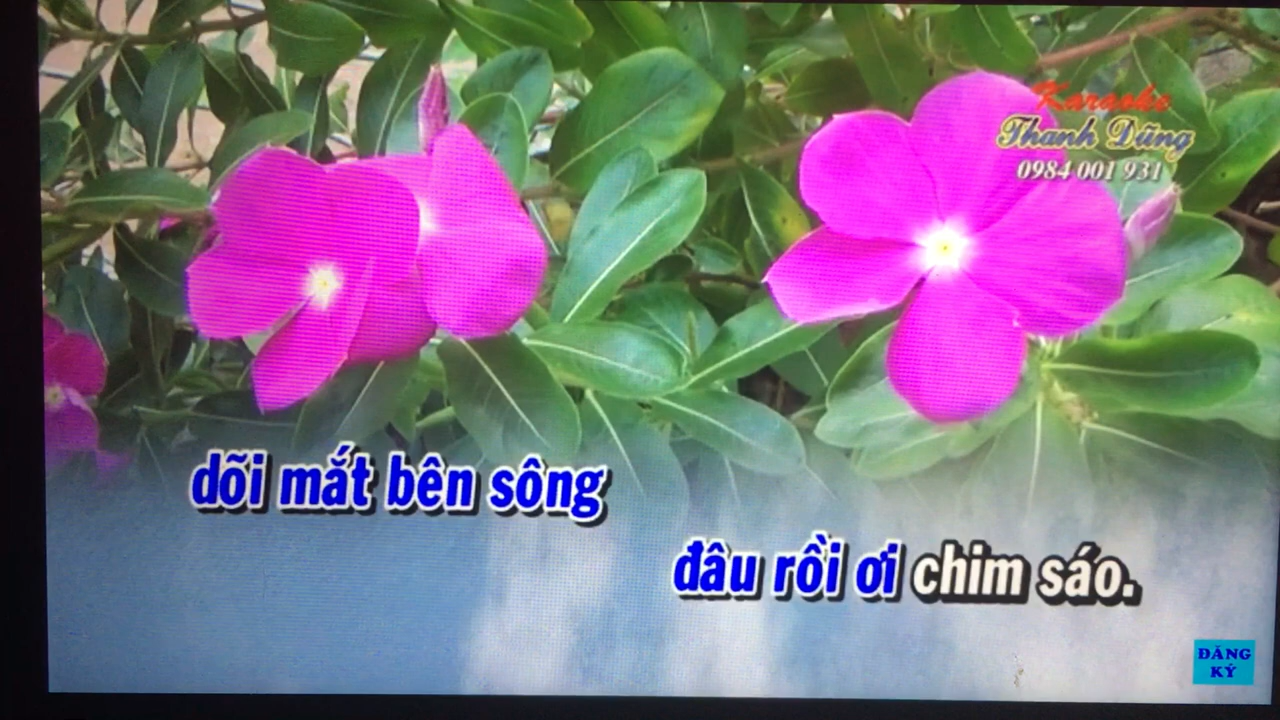 Karaoke
Thanh Dũng
0984 001 931
dõi mắt bên sông
đâu rồi ơi chim sáo.
ĐĂNG
KÝ